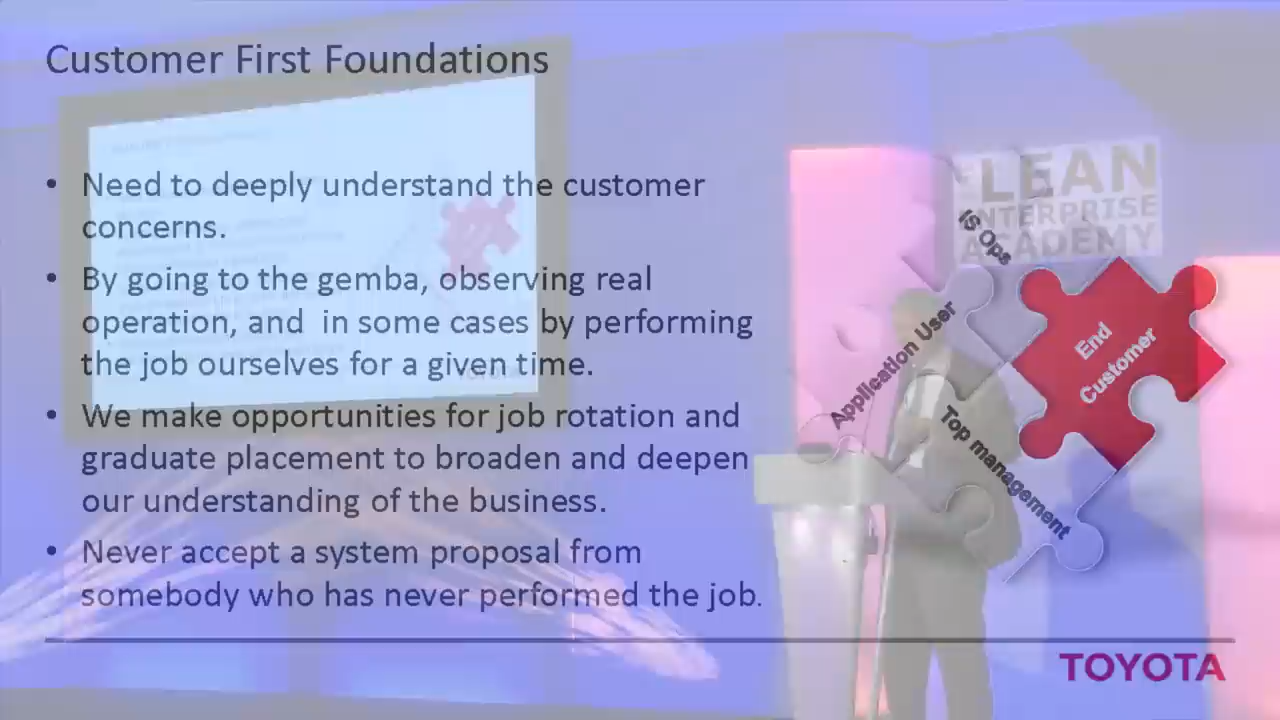 Customer First Foundations
• Need to deeply understand the customer
concerns.
• By going to the gemba, observing real
operation, and in some cases by performing
the job ourselves for a given time.
• We make opportunities for job rotation and
graduate placement to broaden and deepen
our understanding of the business.
• Never accept a system proposal from
somebody who has never performed the job.
LEAN
ENTERPRISE
ACADEMY
IS Ops
Application User
End
Customer
Top management
TOYOTA